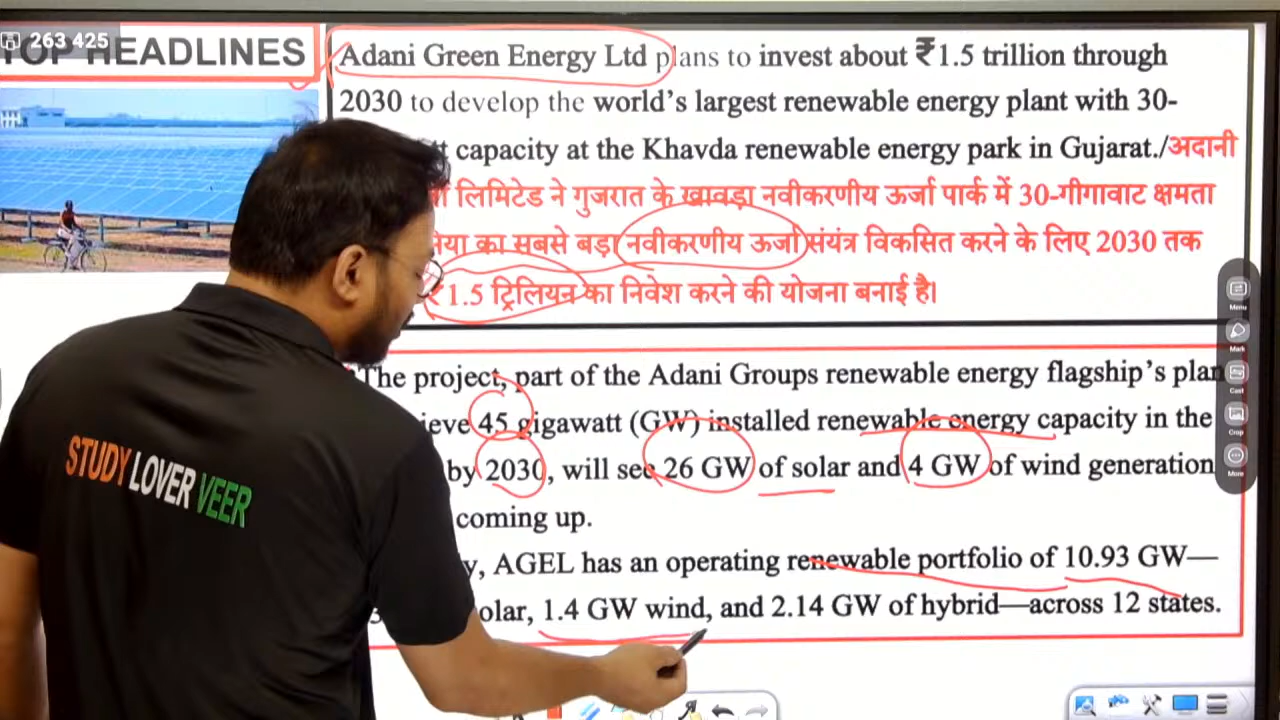 263 425
TOP HEADLINES
Adani Green Energy Ltd plans to invest about ₹1.5 trillion through
2030 to develop the world's largest renewable energy plant with 30-
capacity at the Khavda renewable energy park in Gujarat./अदानी
लिमिटेड ने गुजरात के खावड़ा नवीकरणीय ऊर्जा पार्क में 30-गीगावाट क्षमता
का सबसे बड़ा नवीकरणीय ऊर्जा संयंत्र विकसित करने के लिए 2030 तक
₹1.5 ट्रिलियन का निवेश करने की योजना बनाई है।
The project, part of the Adani Groups renewable energy flagship's plan
45 gigawatt (GW) installed renewable energy capacity in the
by 2030, will see 26 GW of solar and 4 GW of wind generation
coming up.
AGEL has an operating renewable portfolio of 10.93 GW—
1.4 GW wind, and 2.14 GW of hybrid—across 12 states.
STUDY LOVER VEER
Menu
Mark
Cast
Crop
More